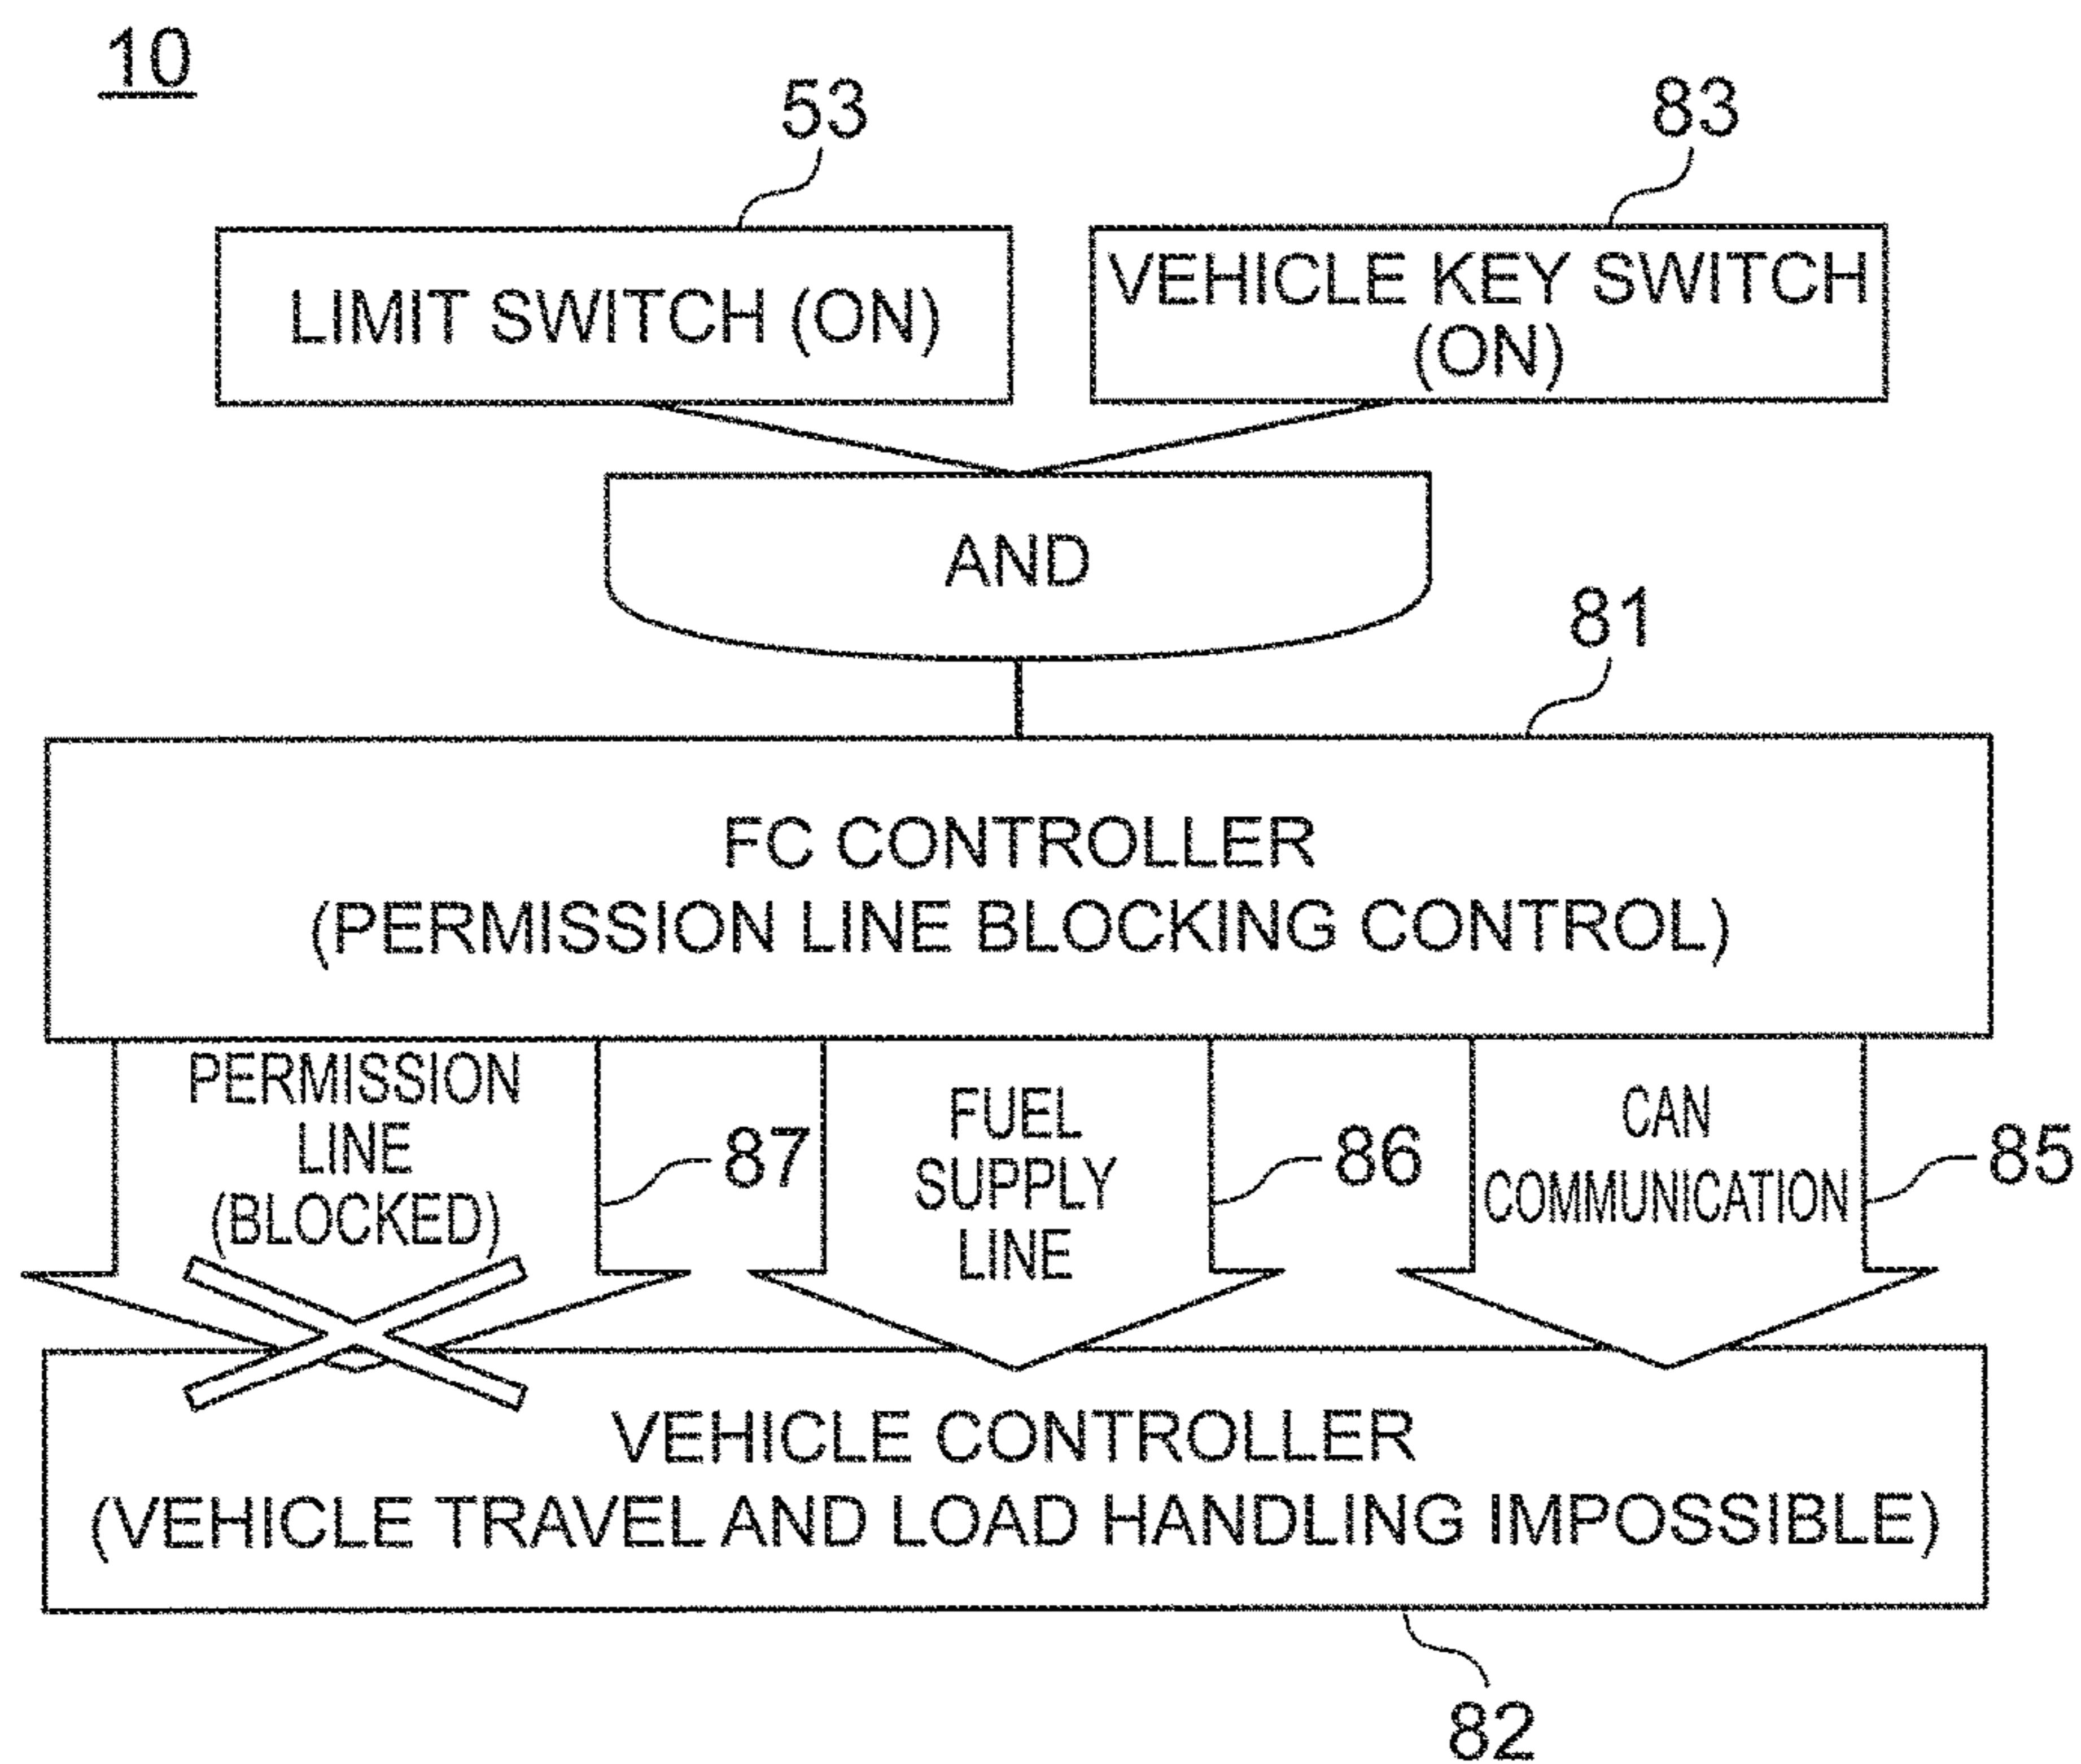 10
53
83
LIMIT SWITCH (ON)
VEHICLE KEY SWITCH
(ON)
AND
81
FC CONTROLLER
(PERMISSION LINE BLOCKING CONTROL)
PERMISSION
LINE
(BLOCKED)
87
FUEL
SUPPLY
LINE
86
CAN
COMMUNICATION
85
VEHICLE CONTROLLER
(VEHICLE TRAVEL AND LOAD HANDLING IMPOSSIBLE)
82